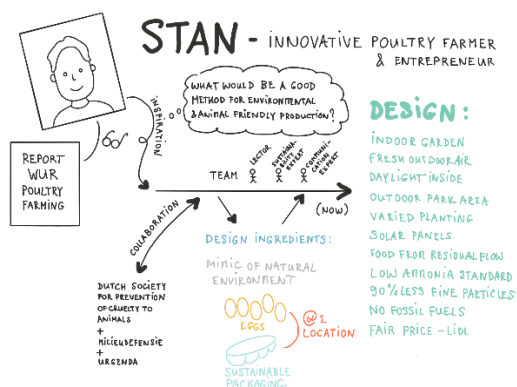 STAN - INNOVATIVE POULTRY FARMER
& ENTREPRENEUR
WHAT WOULD BE A GOOD
METHOD FOR ENVIRONMENTAL
& ANIMAL FRIENDLY PRODUCTION?
INSPIRATION
REPORT
WUR
POULTRY
FARMING
TEAM
LECTOR
SUSTAINA-
BILITY
EXPERT
COMMUNI-
CATION
EXPERT
(NOW)
COLLABORATION
DUTCH SOCIETY
FOR PREVENTION
OF CRUELTY TO
ANIMALS
+
MILIEUDEFENSIE
+
URGENDA
DESIGN INGREDIENTS:
MIMIC OF NATURAL
ENVIRONMENT
EGGS
SUSTAINABLE
PACKAGING
@ 1
LOCATION
DESIGN:
INDOOR GARDEN
FRESH OUTDOOR AIR
DAYLIGHT INSIDE
OUTDOOR PARK AREA
VARIED PLANTING
SOLAR PANELS
FOOD FROM RESIDUAL FLOW
LOW AMMONIA STANDARD
90% LESS FINE PARTICLES
NO FOSSIL FUELS
FAIR PRICE - LIDL